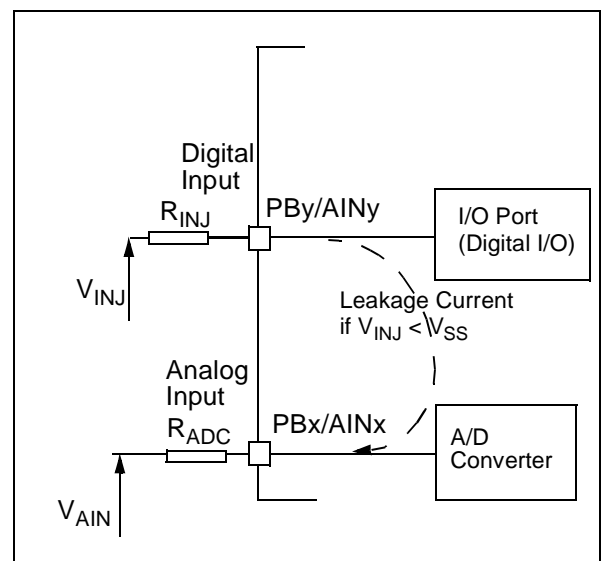 Digital
Input
R_INJ
PBy/AINy
I/O Port
(Digital I/O)
V_INJ
Leakage Current
if V_INJ < V_SS
Analog
Input
R_ADC
PBx/AINx
A/D
Converter
V_AIN